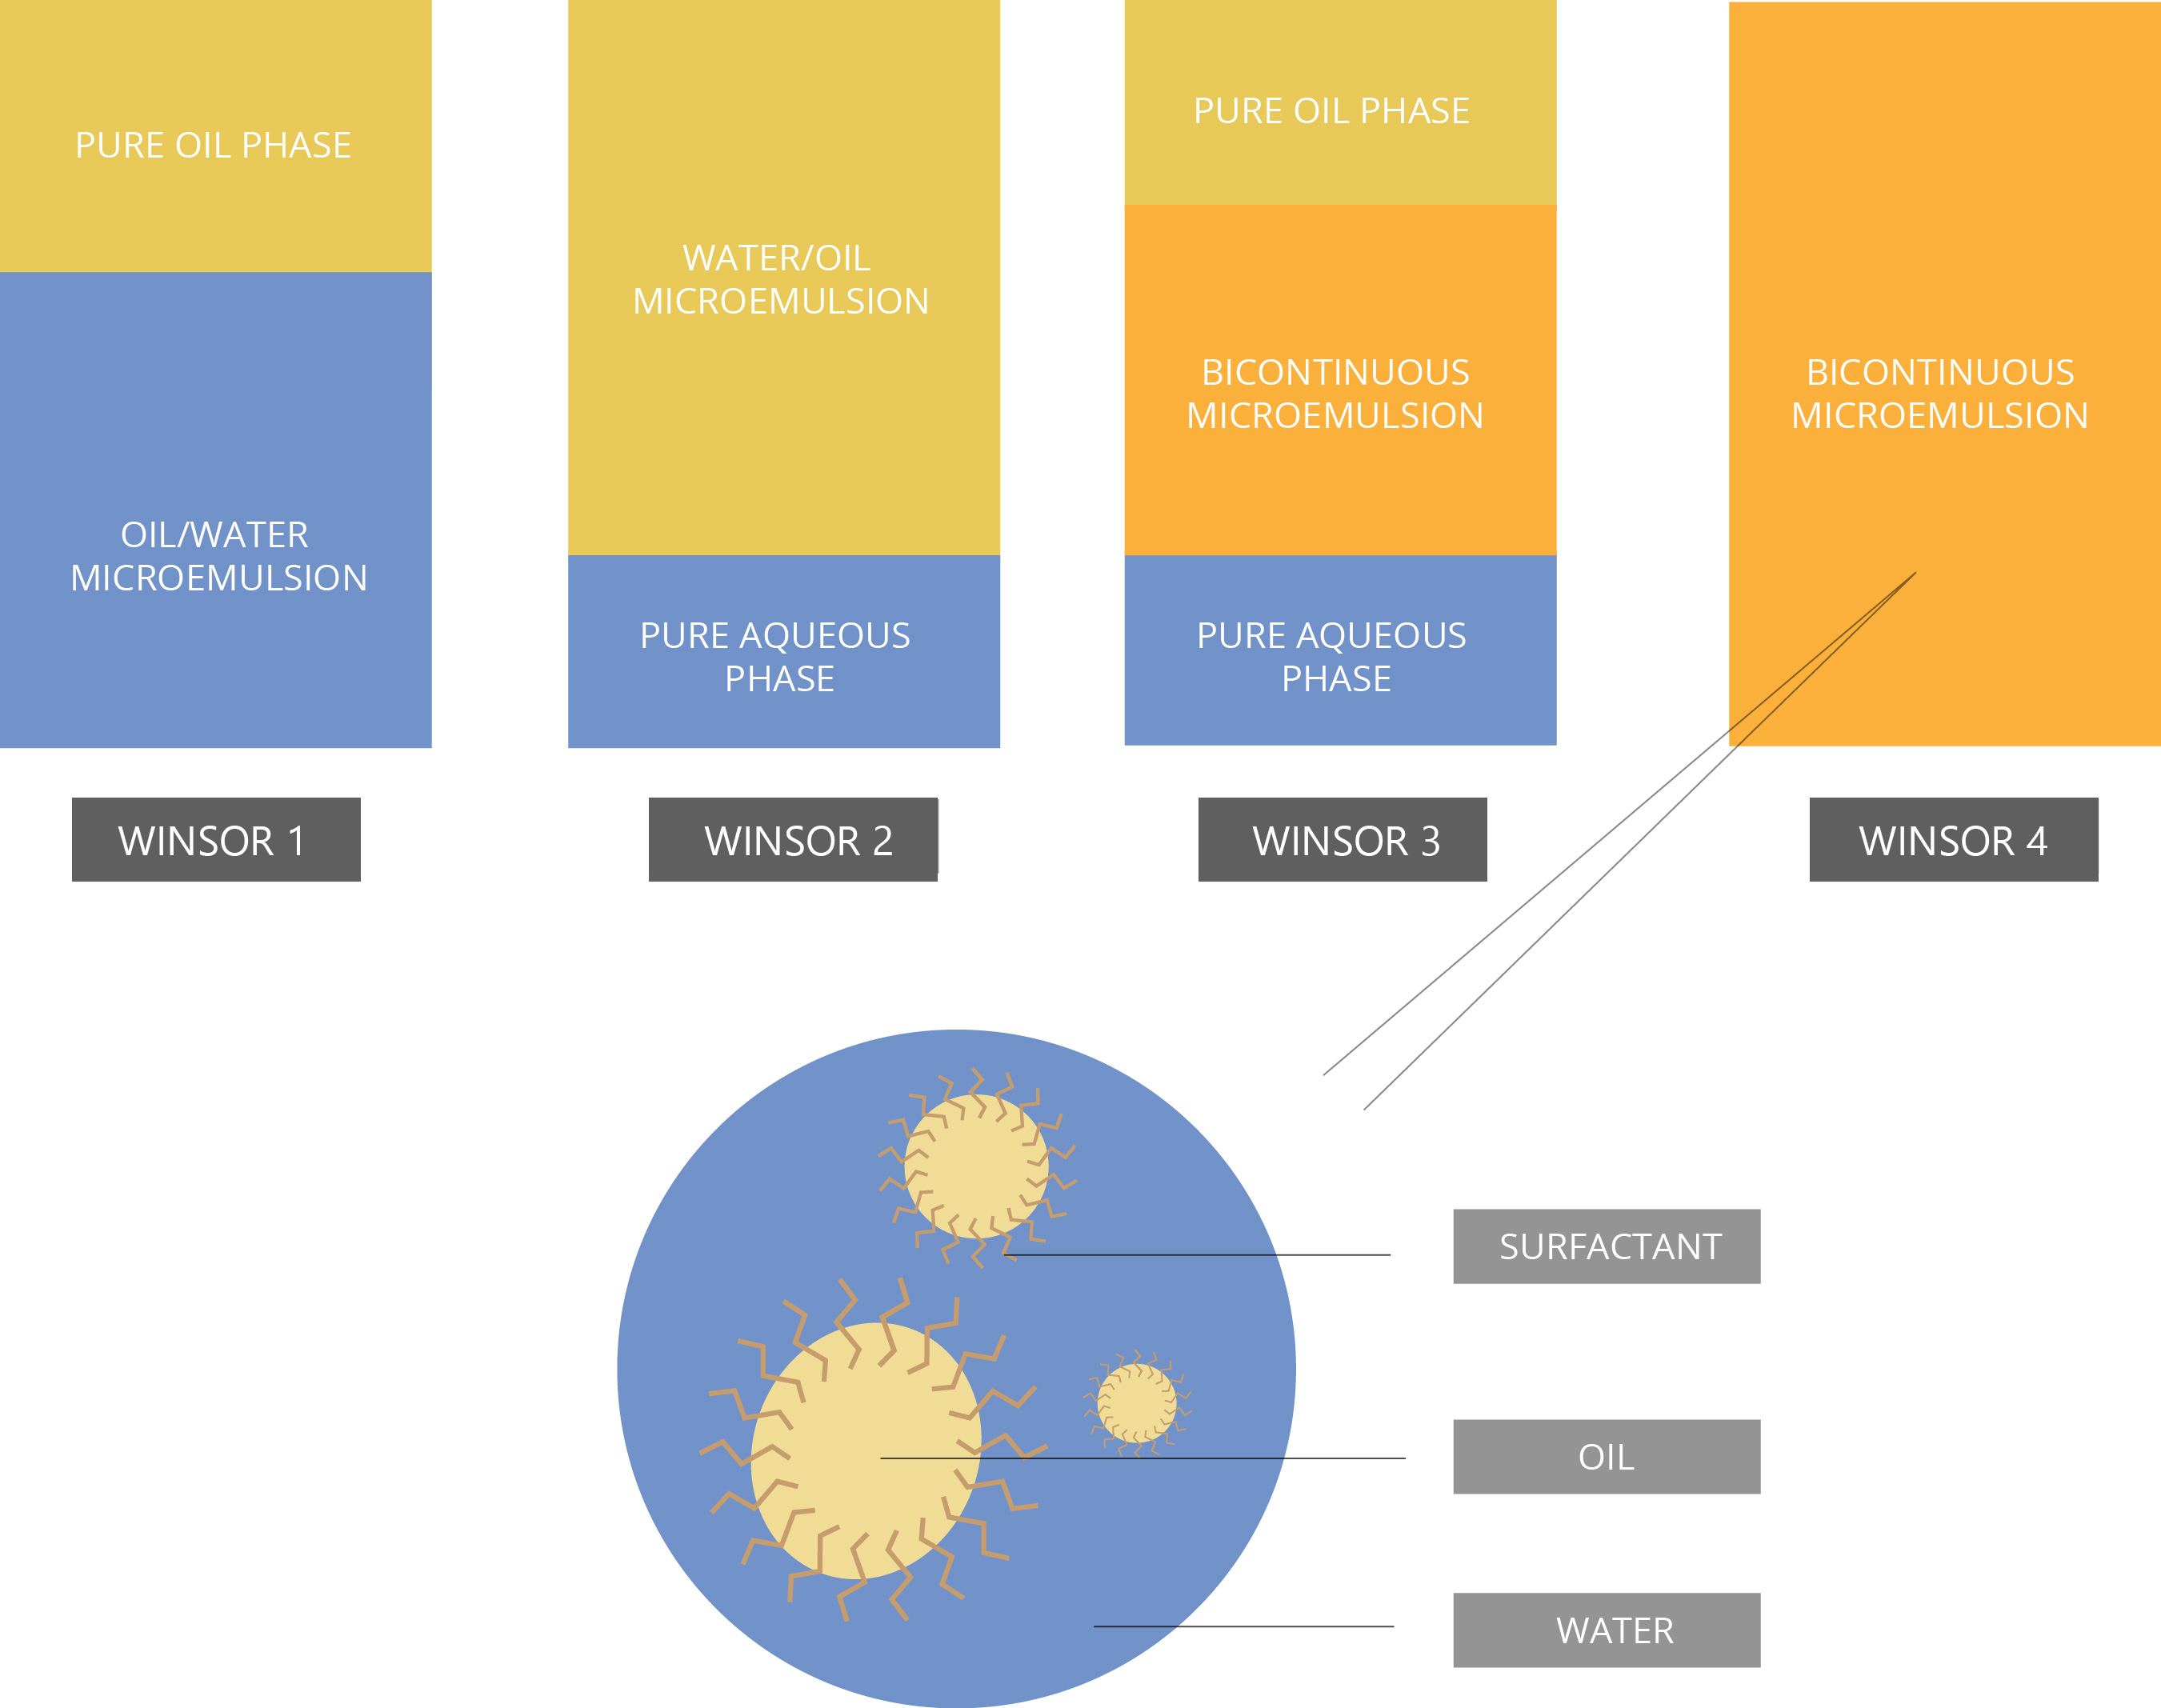 PURE OIL PHASE
OIL/WATER
MICROEMULSION
WINSOR 1
WATER/OIL
MICROEMULSION
PURE AQUEOUS
PHASE
WINSOR 2
PURE OIL PHASE
BICONTINUOUS
MICROEMULSION
PURE AQUEOUS
PHASE
WINSOR 3
BICONTINUOUS
MICROEMULSION
WINSOR 4
SURFACTANT
OIL
WATER